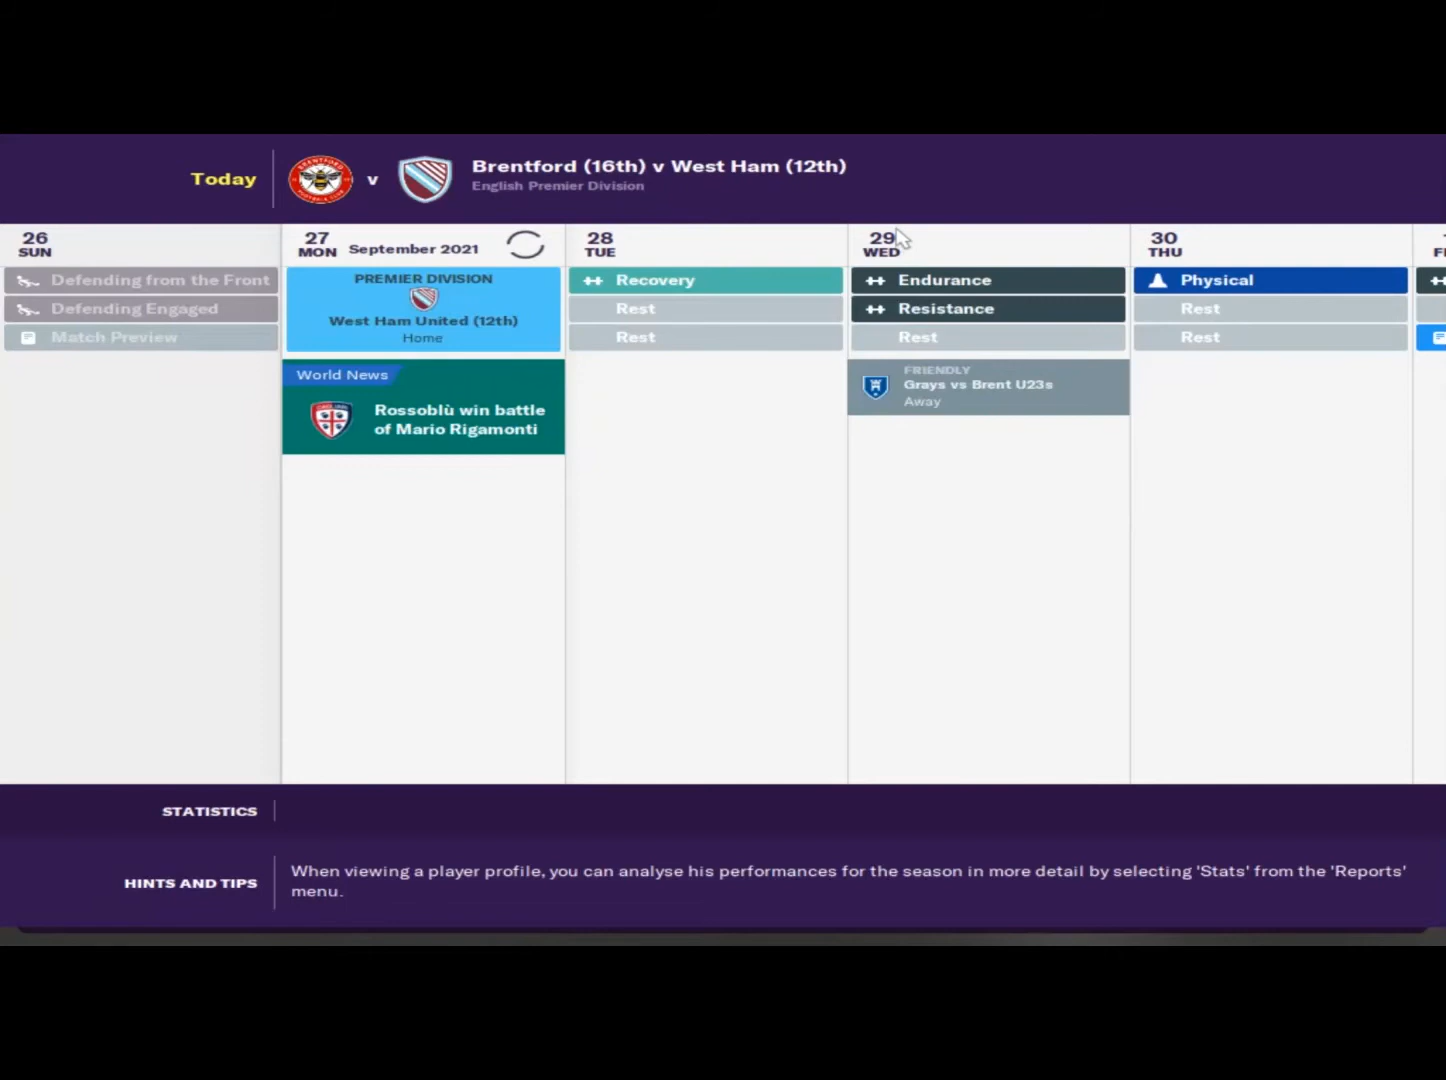 Today
v
Brentford (16th) v West Ham (12th)
English Premier Division
26
SUN
Defending from the Front
Defending Engaged
Match Preview
27
MON
September 2021
PREMIER DIVISION
West Ham United (12th)
Home
World News
Rossoblù win battle
of Mario Rigamonti
28
TUE
Recovery
Rest
Rest
29
WED
Endurance
Resistance
Rest
FRIENDLY
Grays vs Brent U23s
Away
30
THU
Physical
Rest
Rest
STATISTICS
HINTS AND TIPS
When viewing a player profile, you can analyse his performances for the season in more detail by selecting 'Stats' from the 'Reports'
menu.